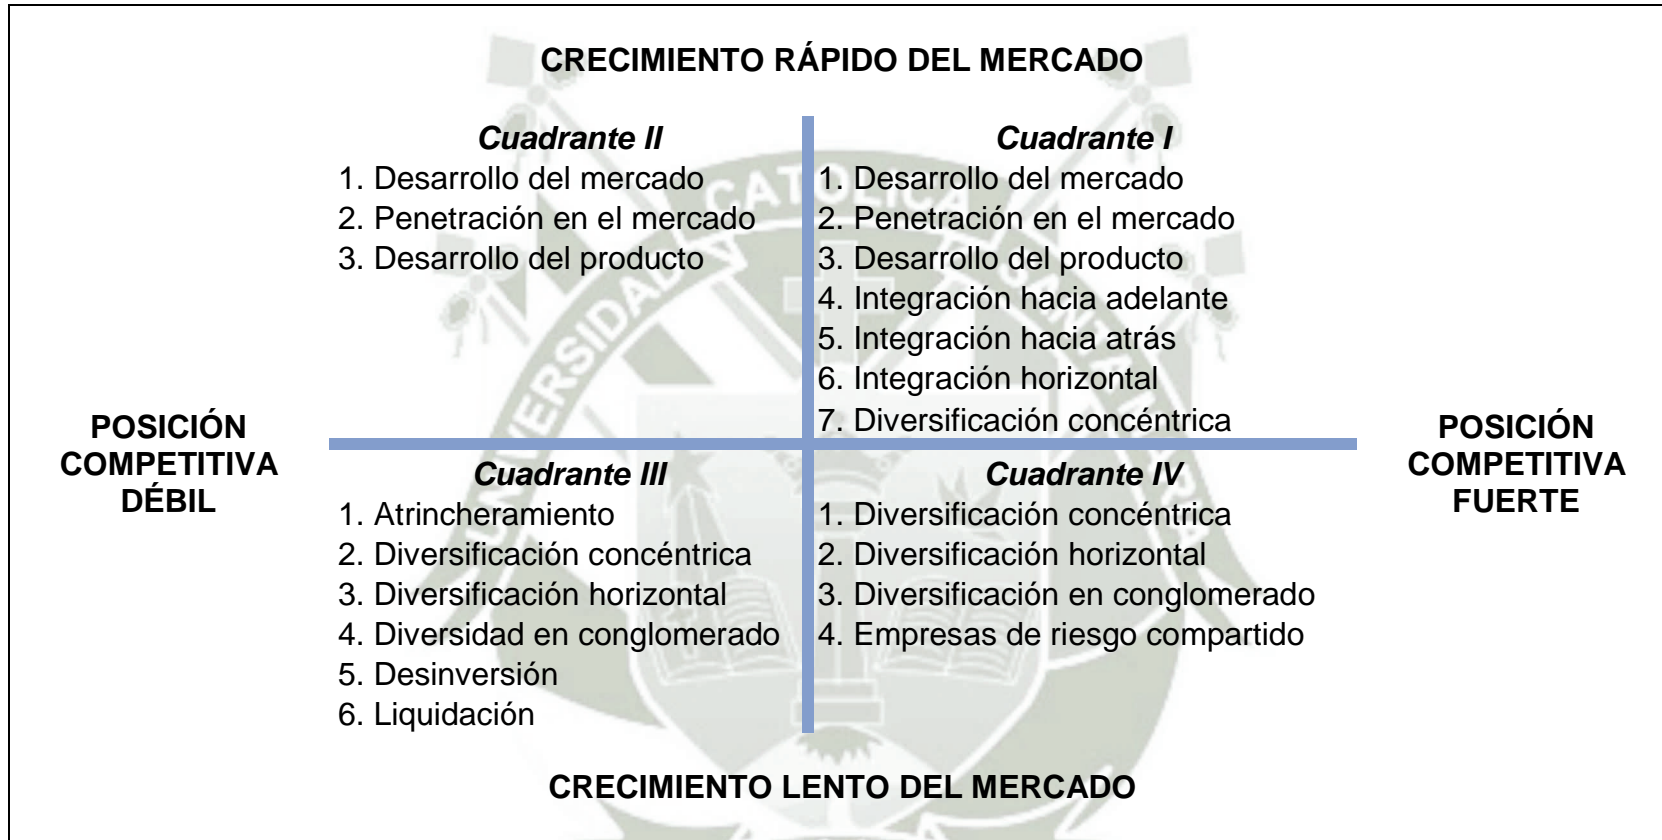 CRECIMIENTO RÁPIDO DEL MERCADO
Cuadrante II
1. Desarrollo del mercado
2. Penetración en el mercado
3. Desarrollo del producto
Cuadrante I
1. Desarrollo del mercado
2. Penetración en el mercado
3. Desarrollo del producto
4. Integración hacia adelante
5. Integración hacia atrás
6. Integración horizontal
7. Diversificación concéntrica
POSICIÓN
COMPETITIVA
DÉBIL
POSICIÓN
COMPETITIVA
FUERTE
Cuadrante III
1. Atrincheramiento
2. Diversificación concéntrica
3. Diversificación horizontal
4. Diversidad en conglomerado
5. Desinversión
6. Liquidación
Cuadrante IV
1. Diversificación concéntrica
2. Diversificación horizontal
3. Diversificación en conglomerado
4. Empresas de riesgo compartido
CRECIMIENTO LENTO DEL MERCADO
UNIVERSIDAD CATOLICA